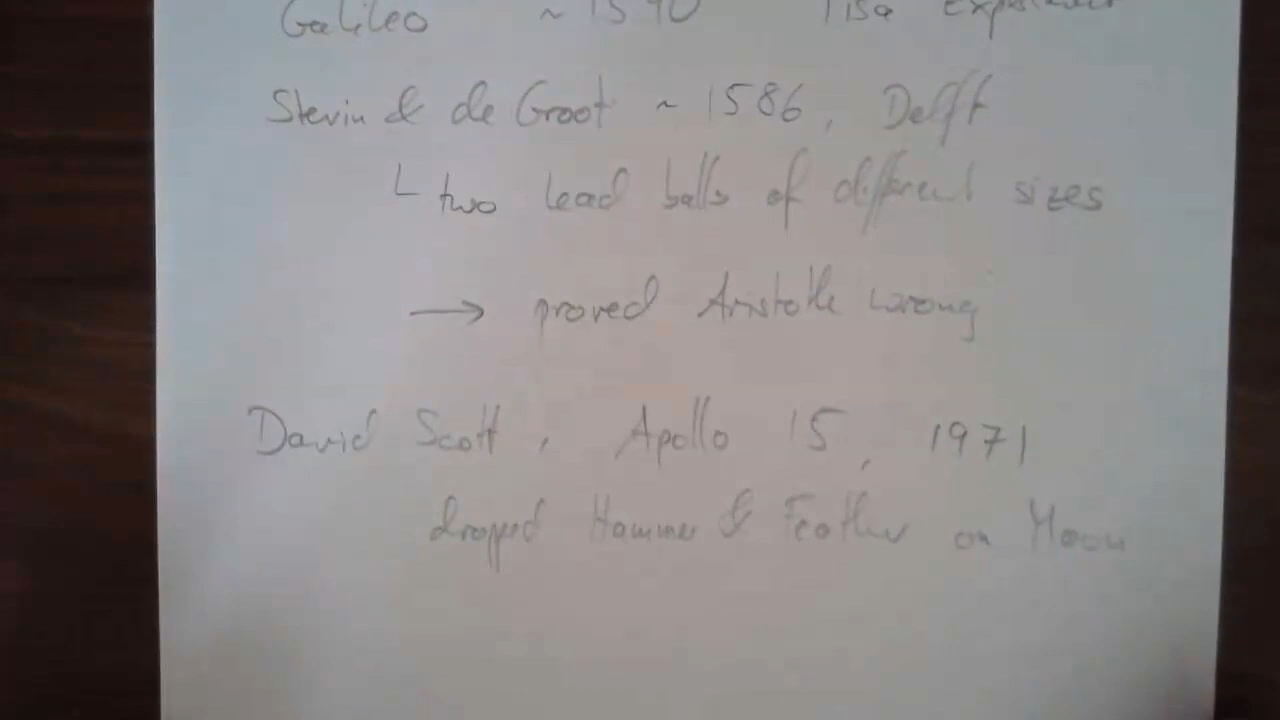 Galileo ~ 1590 Pisa Experiment
Stevin & de Groot ~ 1586, Delft
└ two lead balls of different sizes
→ proved Aristotle wrong
David Scott, Apollo 15, 1971
dropped Hammer & Feather on Moon